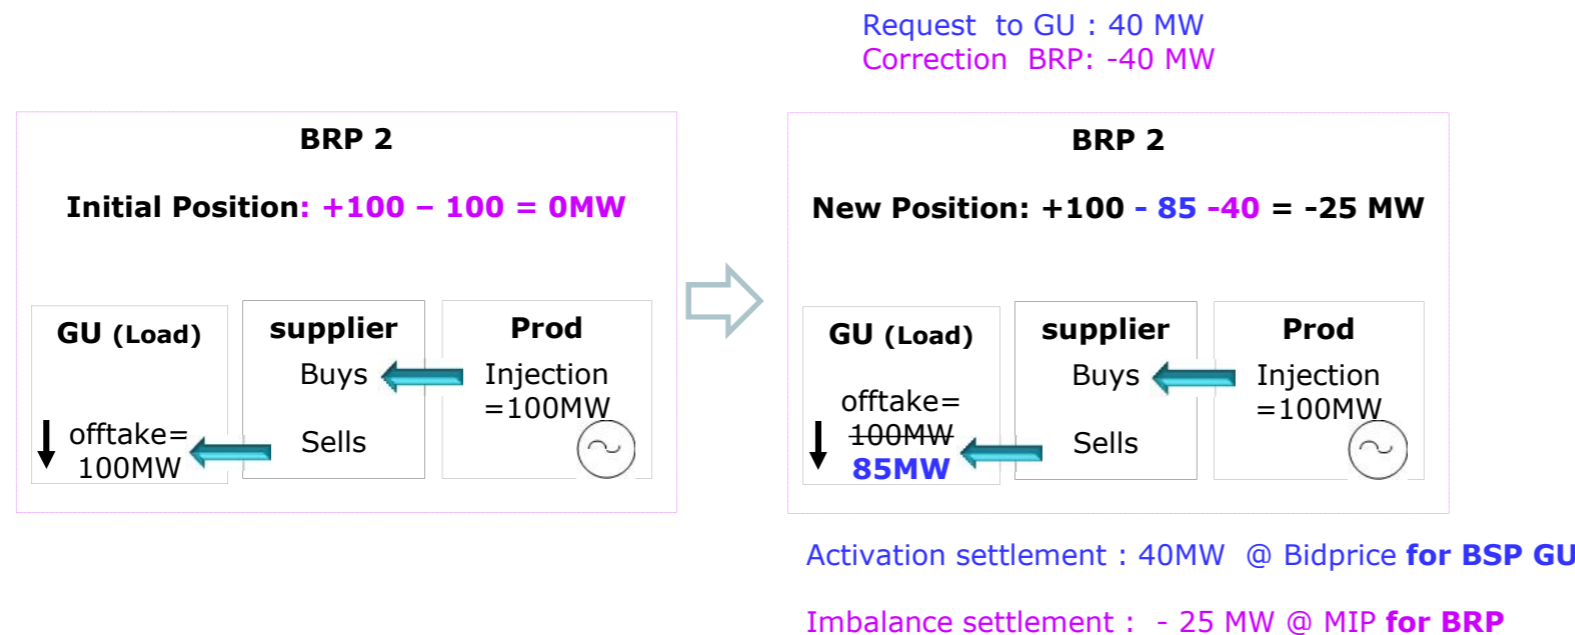 Request to GU : 40 MW
Correction BRP: -40 MW
BRP 2
Initial Position: +100 – 100 = 0MW
GU (Load)
offtake=
100MW
supplier
Buys
Sells
Prod
Injection
=100MW
BRP 2
New Position: +100 - 85 -40 = -25 MW
GU (Load)
offtake=
100MW
85MW
supplier
Buys
Sells
Prod
Injection
=100MW
Activation settlement : 40MW @ Bidprice for BSP GU
Imbalance settlement : - 25 MW @ MIP for BRP